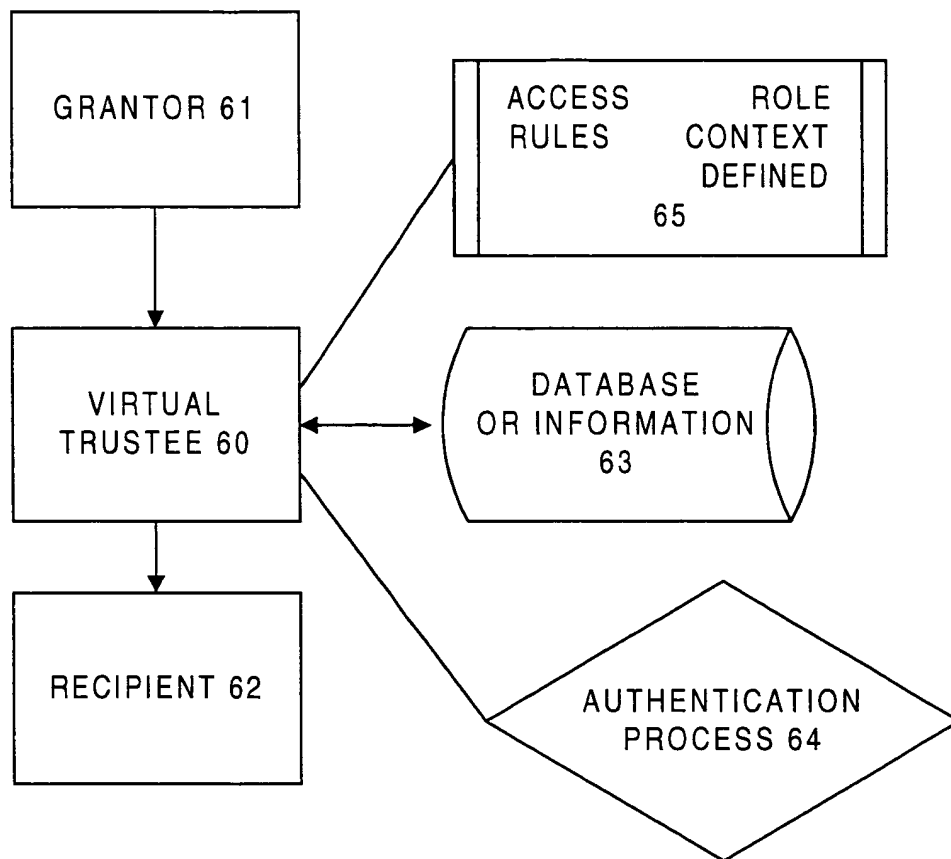 GRANTOR 61
ACCESS ROLE
RULES CONTEXT
DEFINED
65
VIRTUAL
TRUSTEE 60
DATABASE
OR INFORMATION
63
RECIPIENT 62
AUTHENTICATION
PROCESS 64